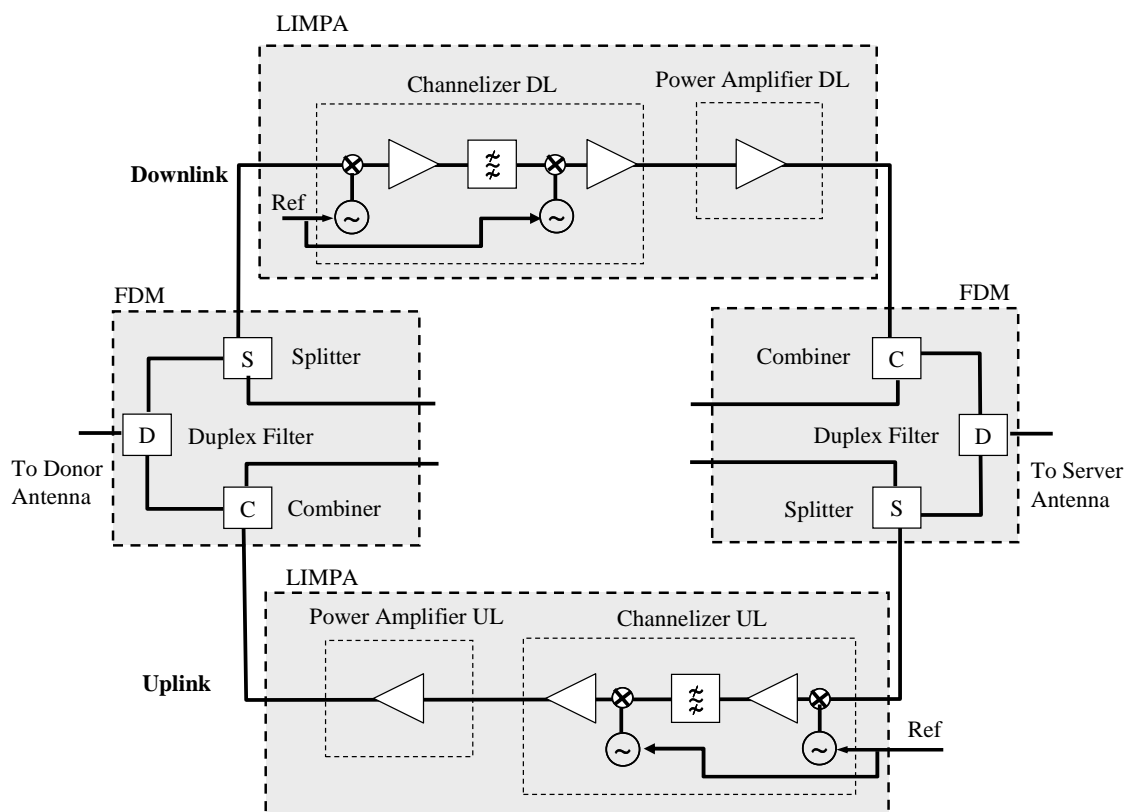 LIMPA
Channelizer DL
Power Amplifier DL
Downlink
Ref
~
~
FDM
FDM
S
Splitter
Combiner
C
D
Duplex Filter
Duplex Filter
D
To Donor
Antenna
To Server
Antenna
C
Combiner
Splitter
S
LIMPA
Power Amplifier UL
Channelizer UL
Uplink
Ref
~
~